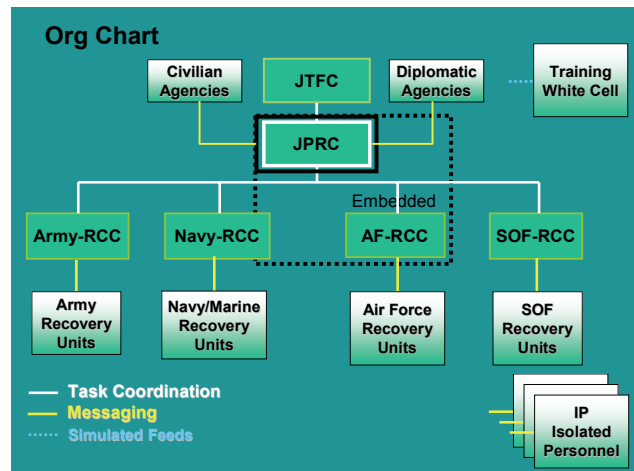 Org Chart
Civilian
Agencies
JTFC
Diplomatic
Agencies
Training
White Cell
JPRC
Embedded
Army-RCC
Navy-RCC
AF-RCC
SOF-RCC
Army
Recovery
Units
Navy/Marine
Recovery
Units
Air Force
Recovery
Units
SOF
Recovery
Units
Task Coordination
Messaging
Simulated Feeds
IP
Isolated
Personnel